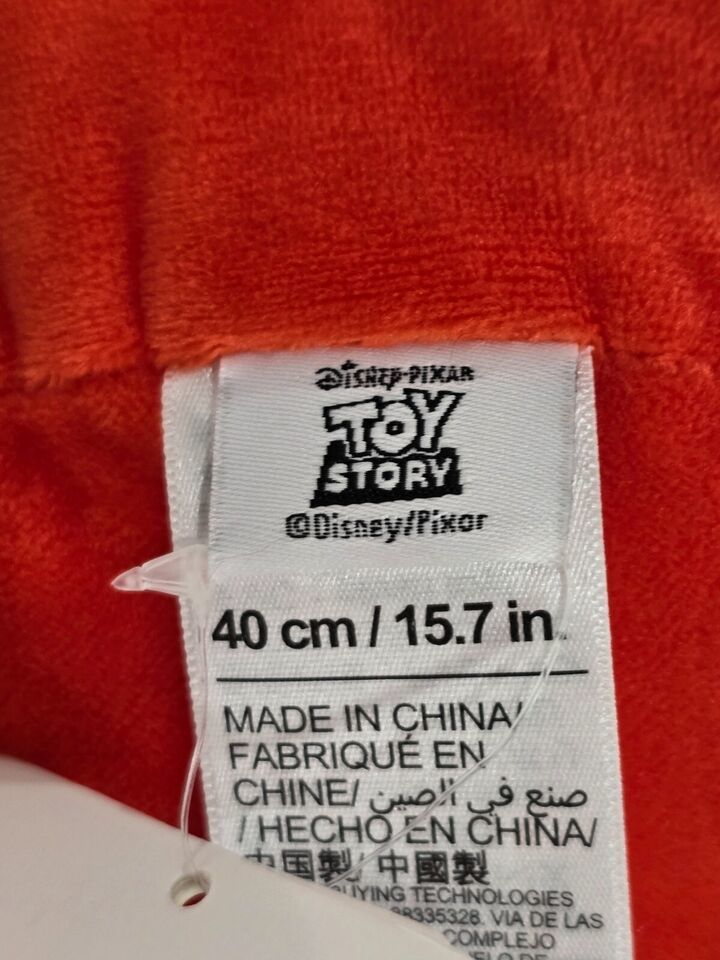 Disney·PIXAR
TOY
STORY
©Disney/Pixar
40 cm / 15.7 in
MADE IN CHINA/
FABRIQUÉ EN
CHINE/ صنع في الصين
/ HECHO EN CHINA/
中国製/ 中國製
TECHNOLOGIES
VIA DE LAS
COMPLEJO